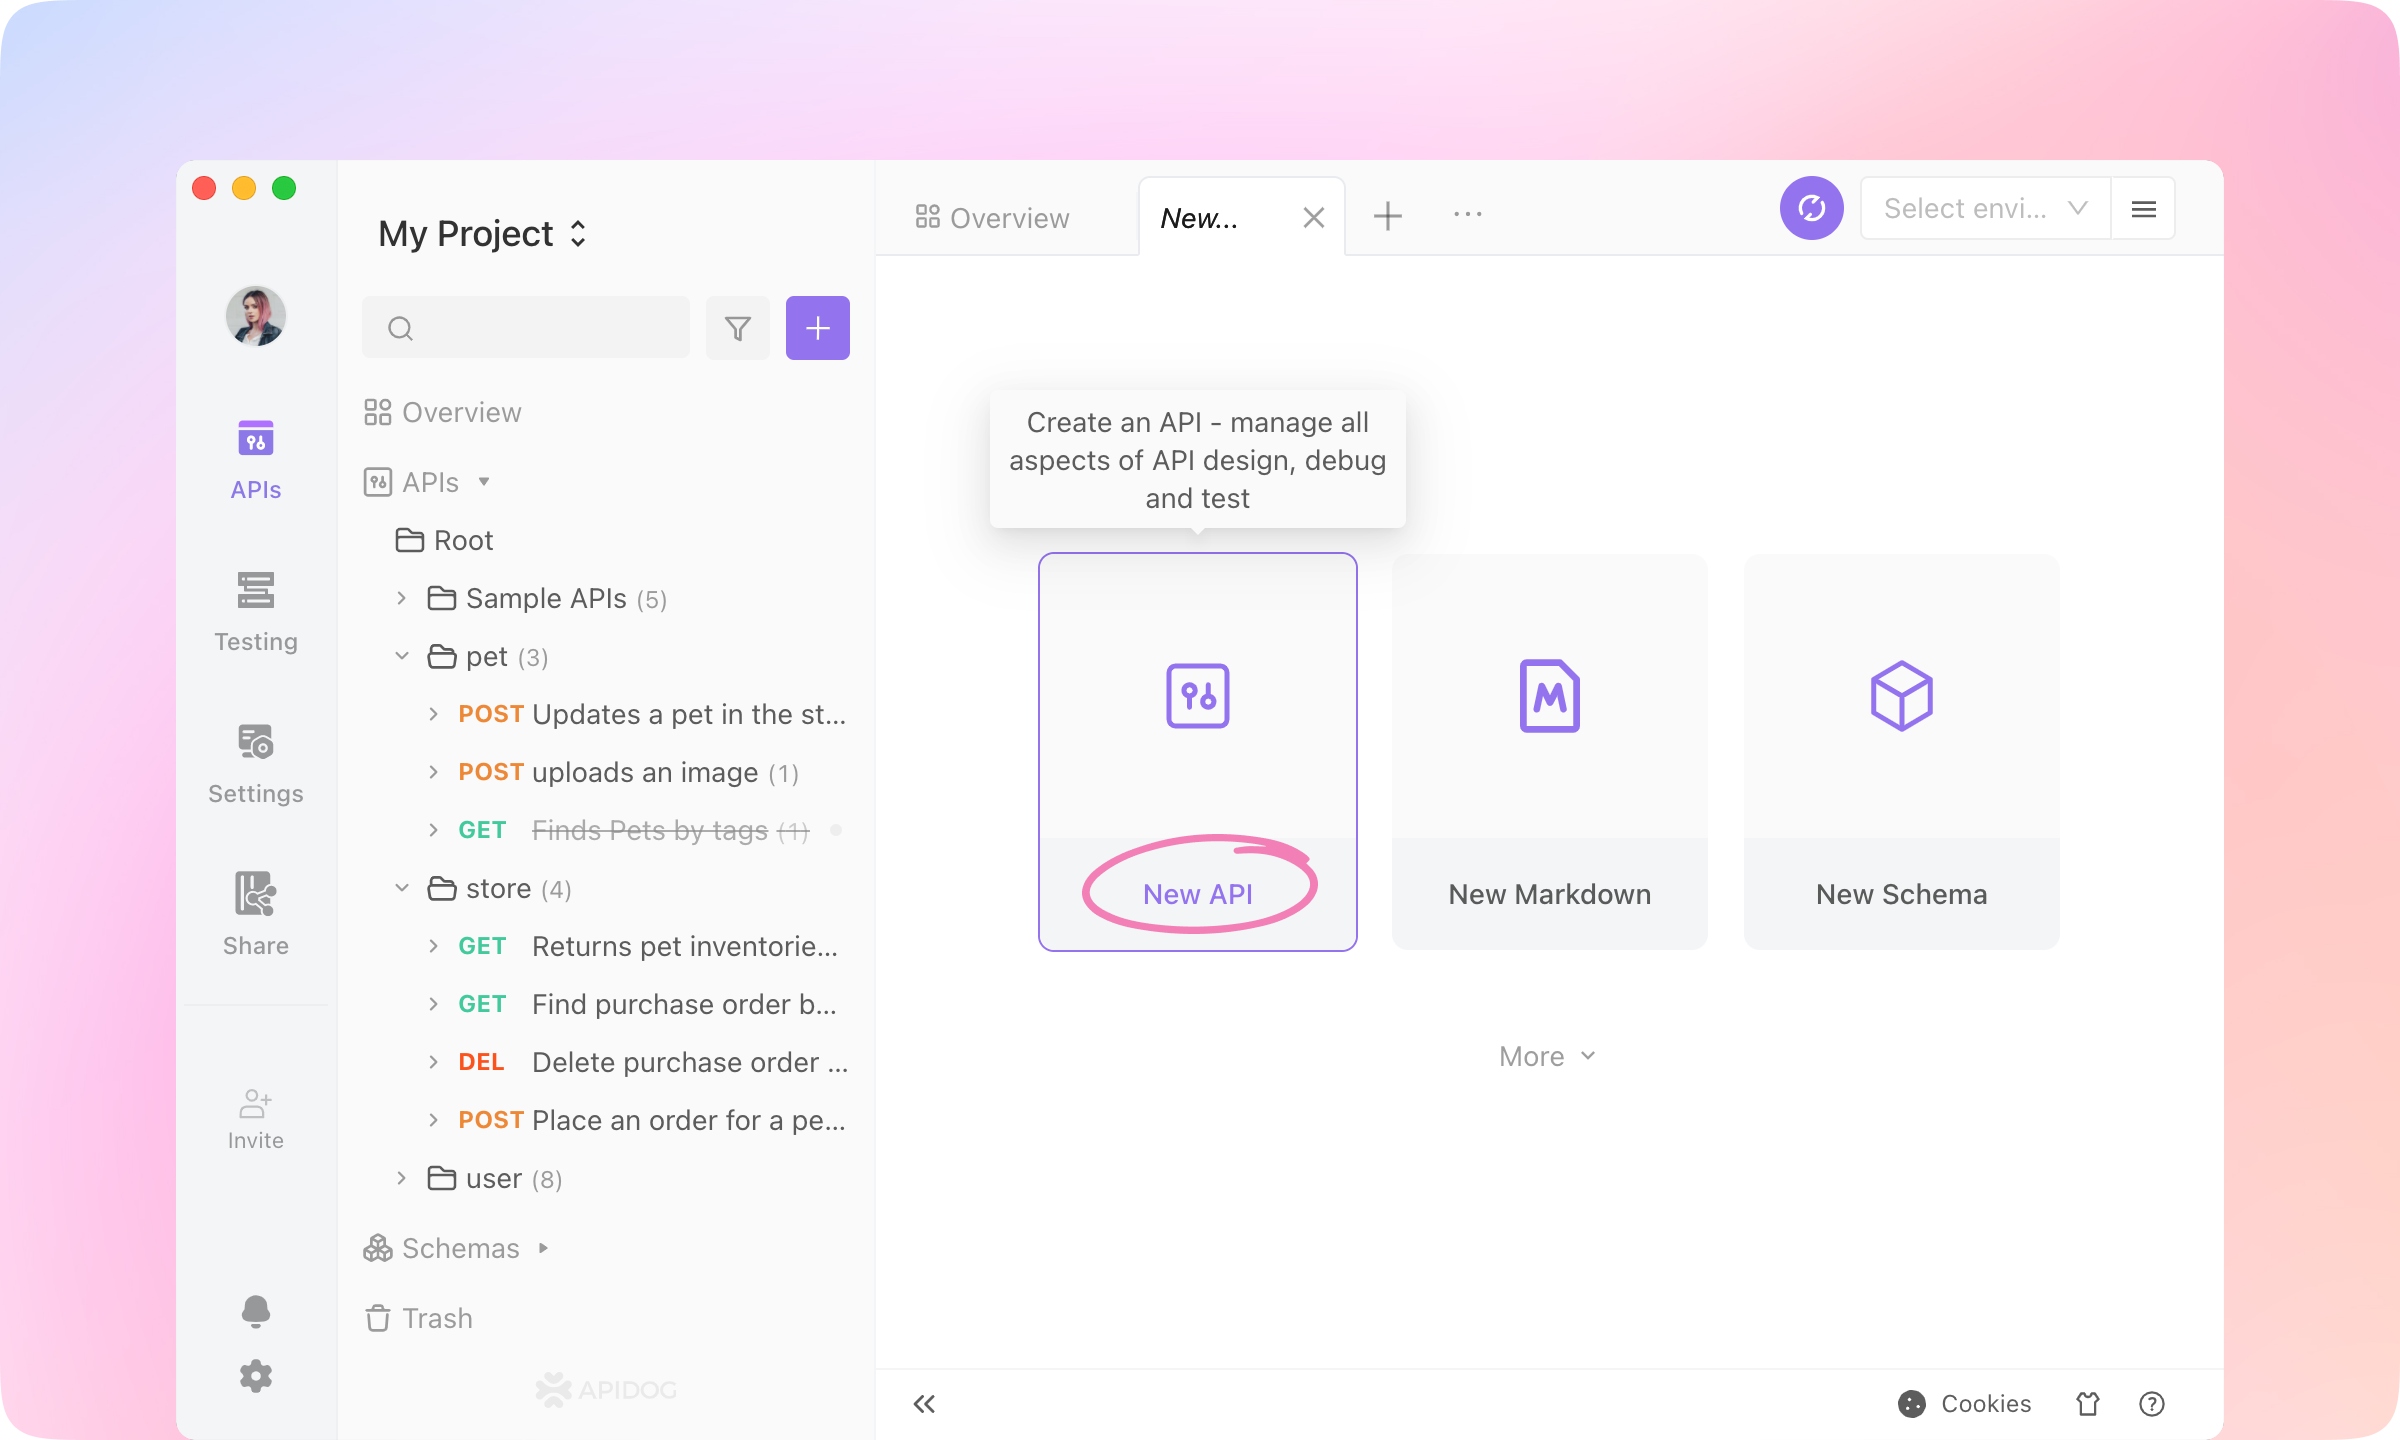 My Project
Overview
New...
Select envi...
APIs
Testing
Settings
Share
Invite
Overview
APIs
Root
Sample APIs (5)
pet (3)
POST Updates a pet in the st...
POST uploads an image (1)
GET Finds Pets by tags (1)
store (4)
GET Returns pet inventorie...
GET Find purchase order b...
DEL Delete purchase order ...
POST Place an order for a pe...
user (8)
Schemas
Trash
APIDOG
Create an API - manage all
aspects of API design, debug
and test
New API
New Markdown
New Schema
More
Cookies